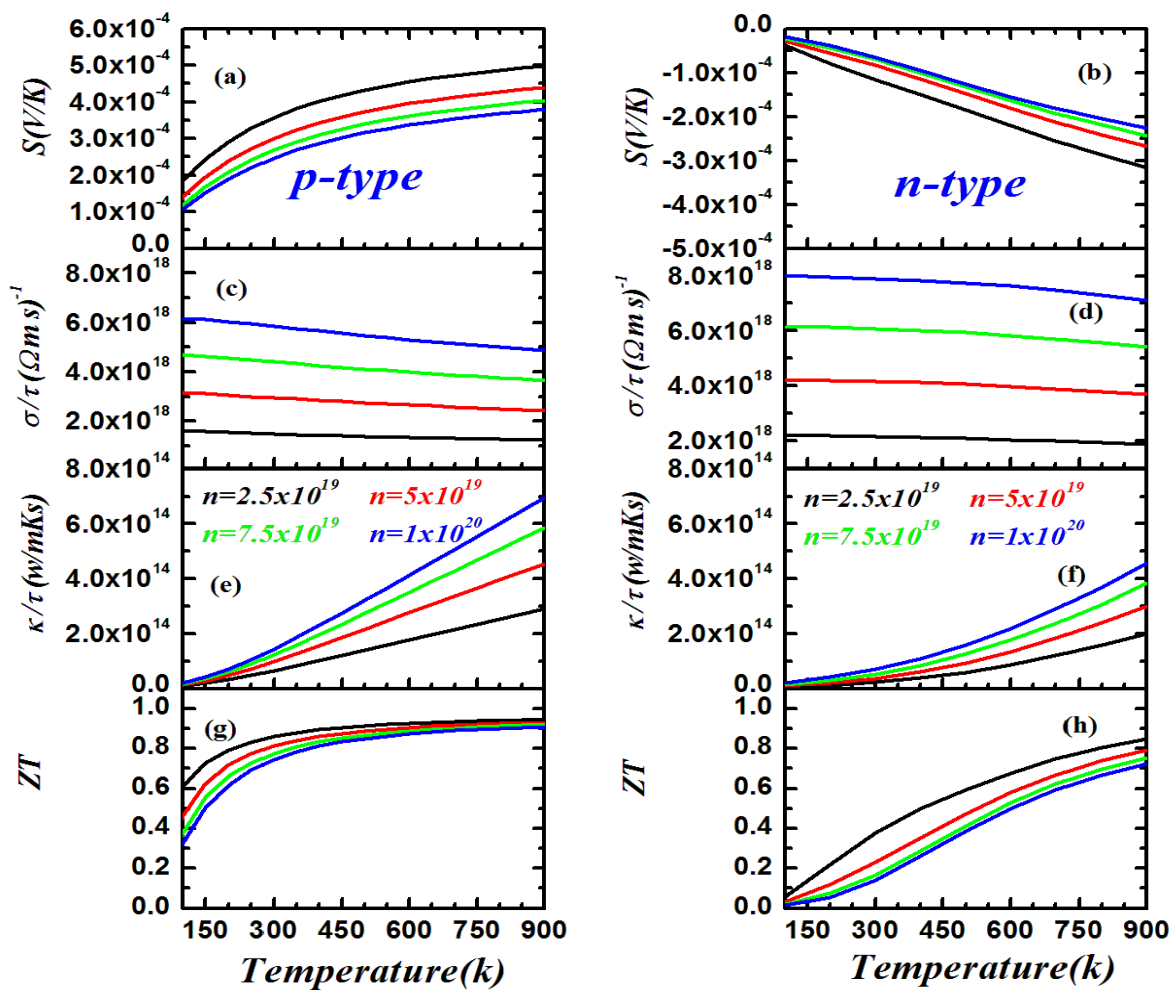 6.0x10⁻⁴
5.0x10⁻⁴
4.0x10⁻⁴
3.0x10⁻⁴
2.0x10⁻⁴
1.0x10⁻⁴
0.0
S(V/K)
(a)
p-type
0.0
-1.0x10⁻⁴
-2.0x10⁻⁴
-3.0x10⁻⁴
-4.0x10⁻⁴
-5.0x10⁻⁴
S(V/K)
(b)
n-type
8.0x10¹⁸
6.0x10¹⁸
4.0x10¹⁸
2.0x10¹⁸
σ/τ(Ωms)⁻¹
(c)
8.0x10¹⁸
6.0x10¹⁸
4.0x10¹⁸
2.0x10¹⁸
σ/τ(Ωms)⁻¹
(d)
8.0x10¹⁴
6.0x10¹⁴
4.0x10¹⁴
2.0x10¹⁴
0.0
κ/τ(w/mKs)
n=2.5x10¹⁹ n=5x10¹⁹
n=7.5x10¹⁹ n=1x10²⁰
(e)
8.0x10¹⁴
6.0x10¹⁴
4.0x10¹⁴
2.0x10¹⁴
0.0
κ/τ(w/mKs)
n=2.5x10¹⁹ n=5x10¹⁹
n=7.5x10¹⁹ n=1x10²⁰
(f)
1.0
0.8
0.6
0.4
0.2
0.0
ZT
(g)
150 300 450 600 750 900
Temperature(k)
1.0
0.8
0.6
0.4
0.2
0.0
ZT
(h)
150 300 450 600 750 900
Temperature(k)